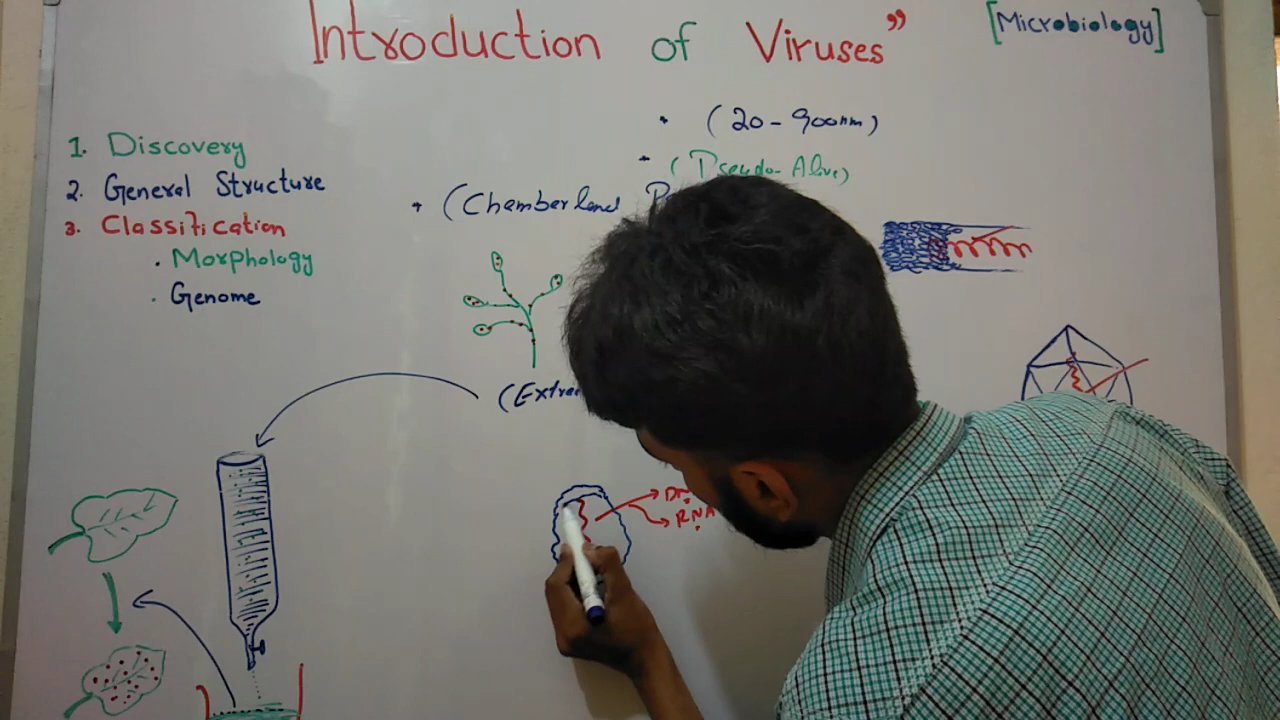 Introduction of Viruses”
[Microbiology]
1. Discovery
2. General Structure
3. Classification
. Morphology
. Genome
(20-900nm)
(Pseudo-Alive)
(Chamberland
RNA